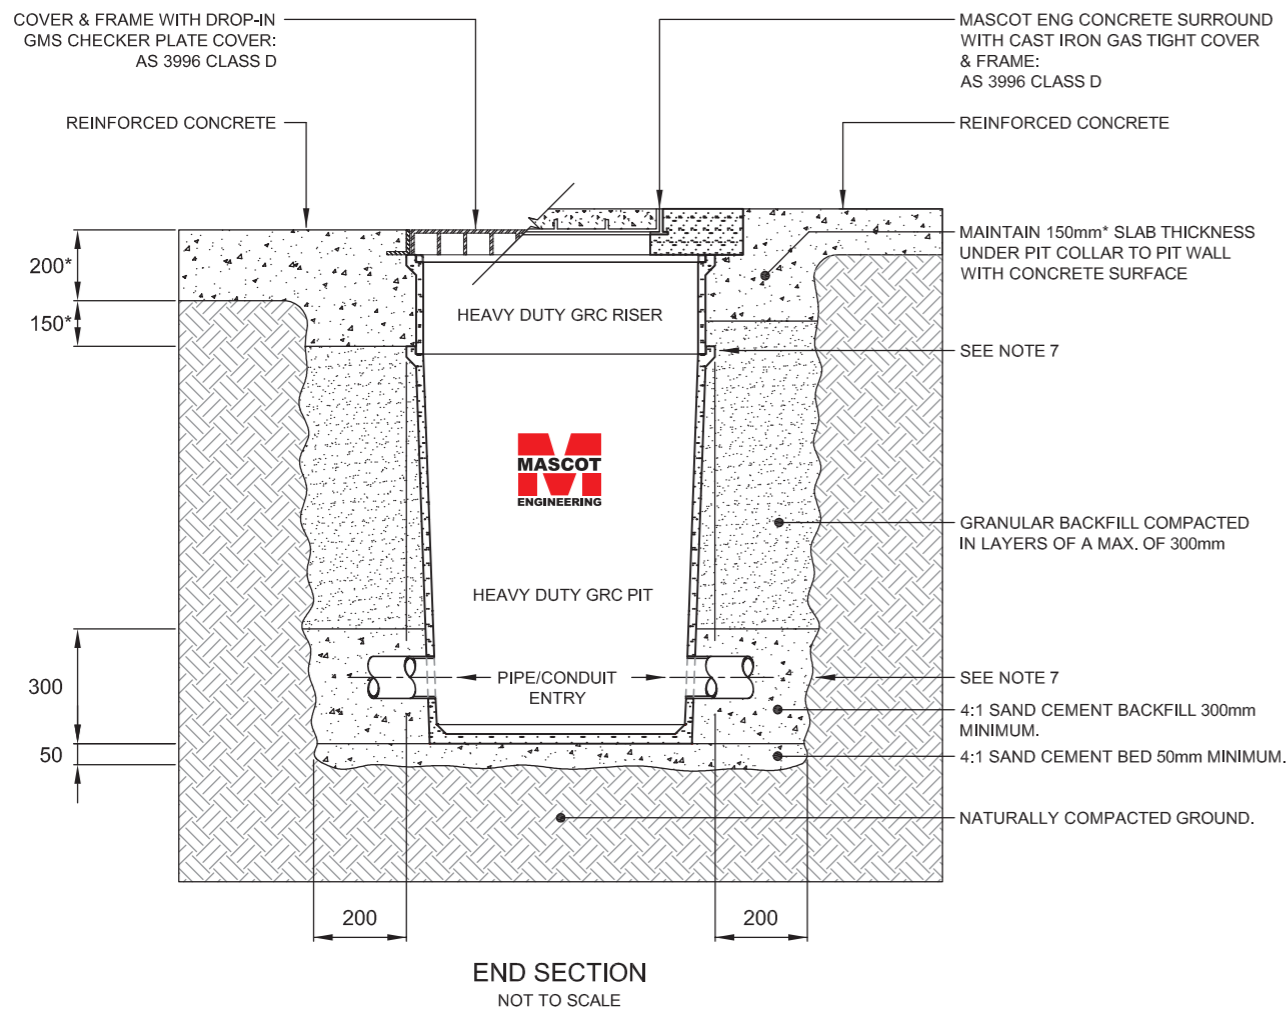 COVER & FRAME WITH DROP-IN
GMS CHECKER PLATE COVER:
AS 3996 CLASS D
MASCOT ENG CONCRETE SURROUND
WITH CAST IRON GAS TIGHT COVER
& FRAME:
AS 3996 CLASS D
REINFORCED CONCRETE
REINFORCED CONCRETE
MAINTAIN 150mm* SLAB THICKNESS
UNDER PIT COLLAR TO PIT WALL
WITH CONCRETE SURFACE
200*
150*
HEAVY DUTY GRC RISER
SEE NOTE 7
MASCOT
ENGINEERING
GRANULAR BACKFILL COMPACTED
IN LAYERS OF A MAX. OF 300mm
HEAVY DUTY GRC PIT
PIPE/CONDUIT
ENTRY
300
50
SEE NOTE 7
4:1 SAND CEMENT BACKFILL 300mm
MINIMUM.
4:1 SAND CEMENT BED 50mm MINIMUM.
NATURALLY COMPACTED GROUND.
200
200
END SECTION
NOT TO SCALE